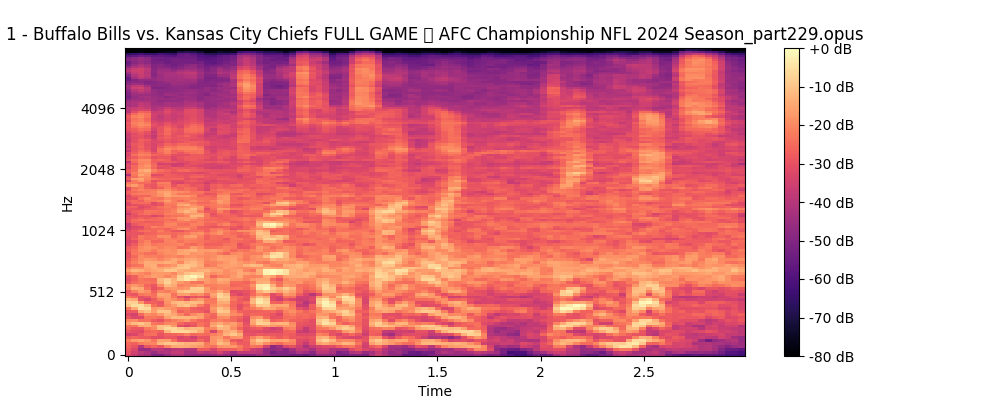 1 - Buffalo Bills vs. Kansas City Chiefs FULL GAME ▯ AFC Championship NFL 2024 Season_part229.opus
+0 dB
-10 dB
-20 dB
-30 dB
-40 dB
-50 dB
-60 dB
-70 dB
-80 dB
4096
2048
1024
512
0
Hz
0
0.5
1
1.5
2
2.5
Time